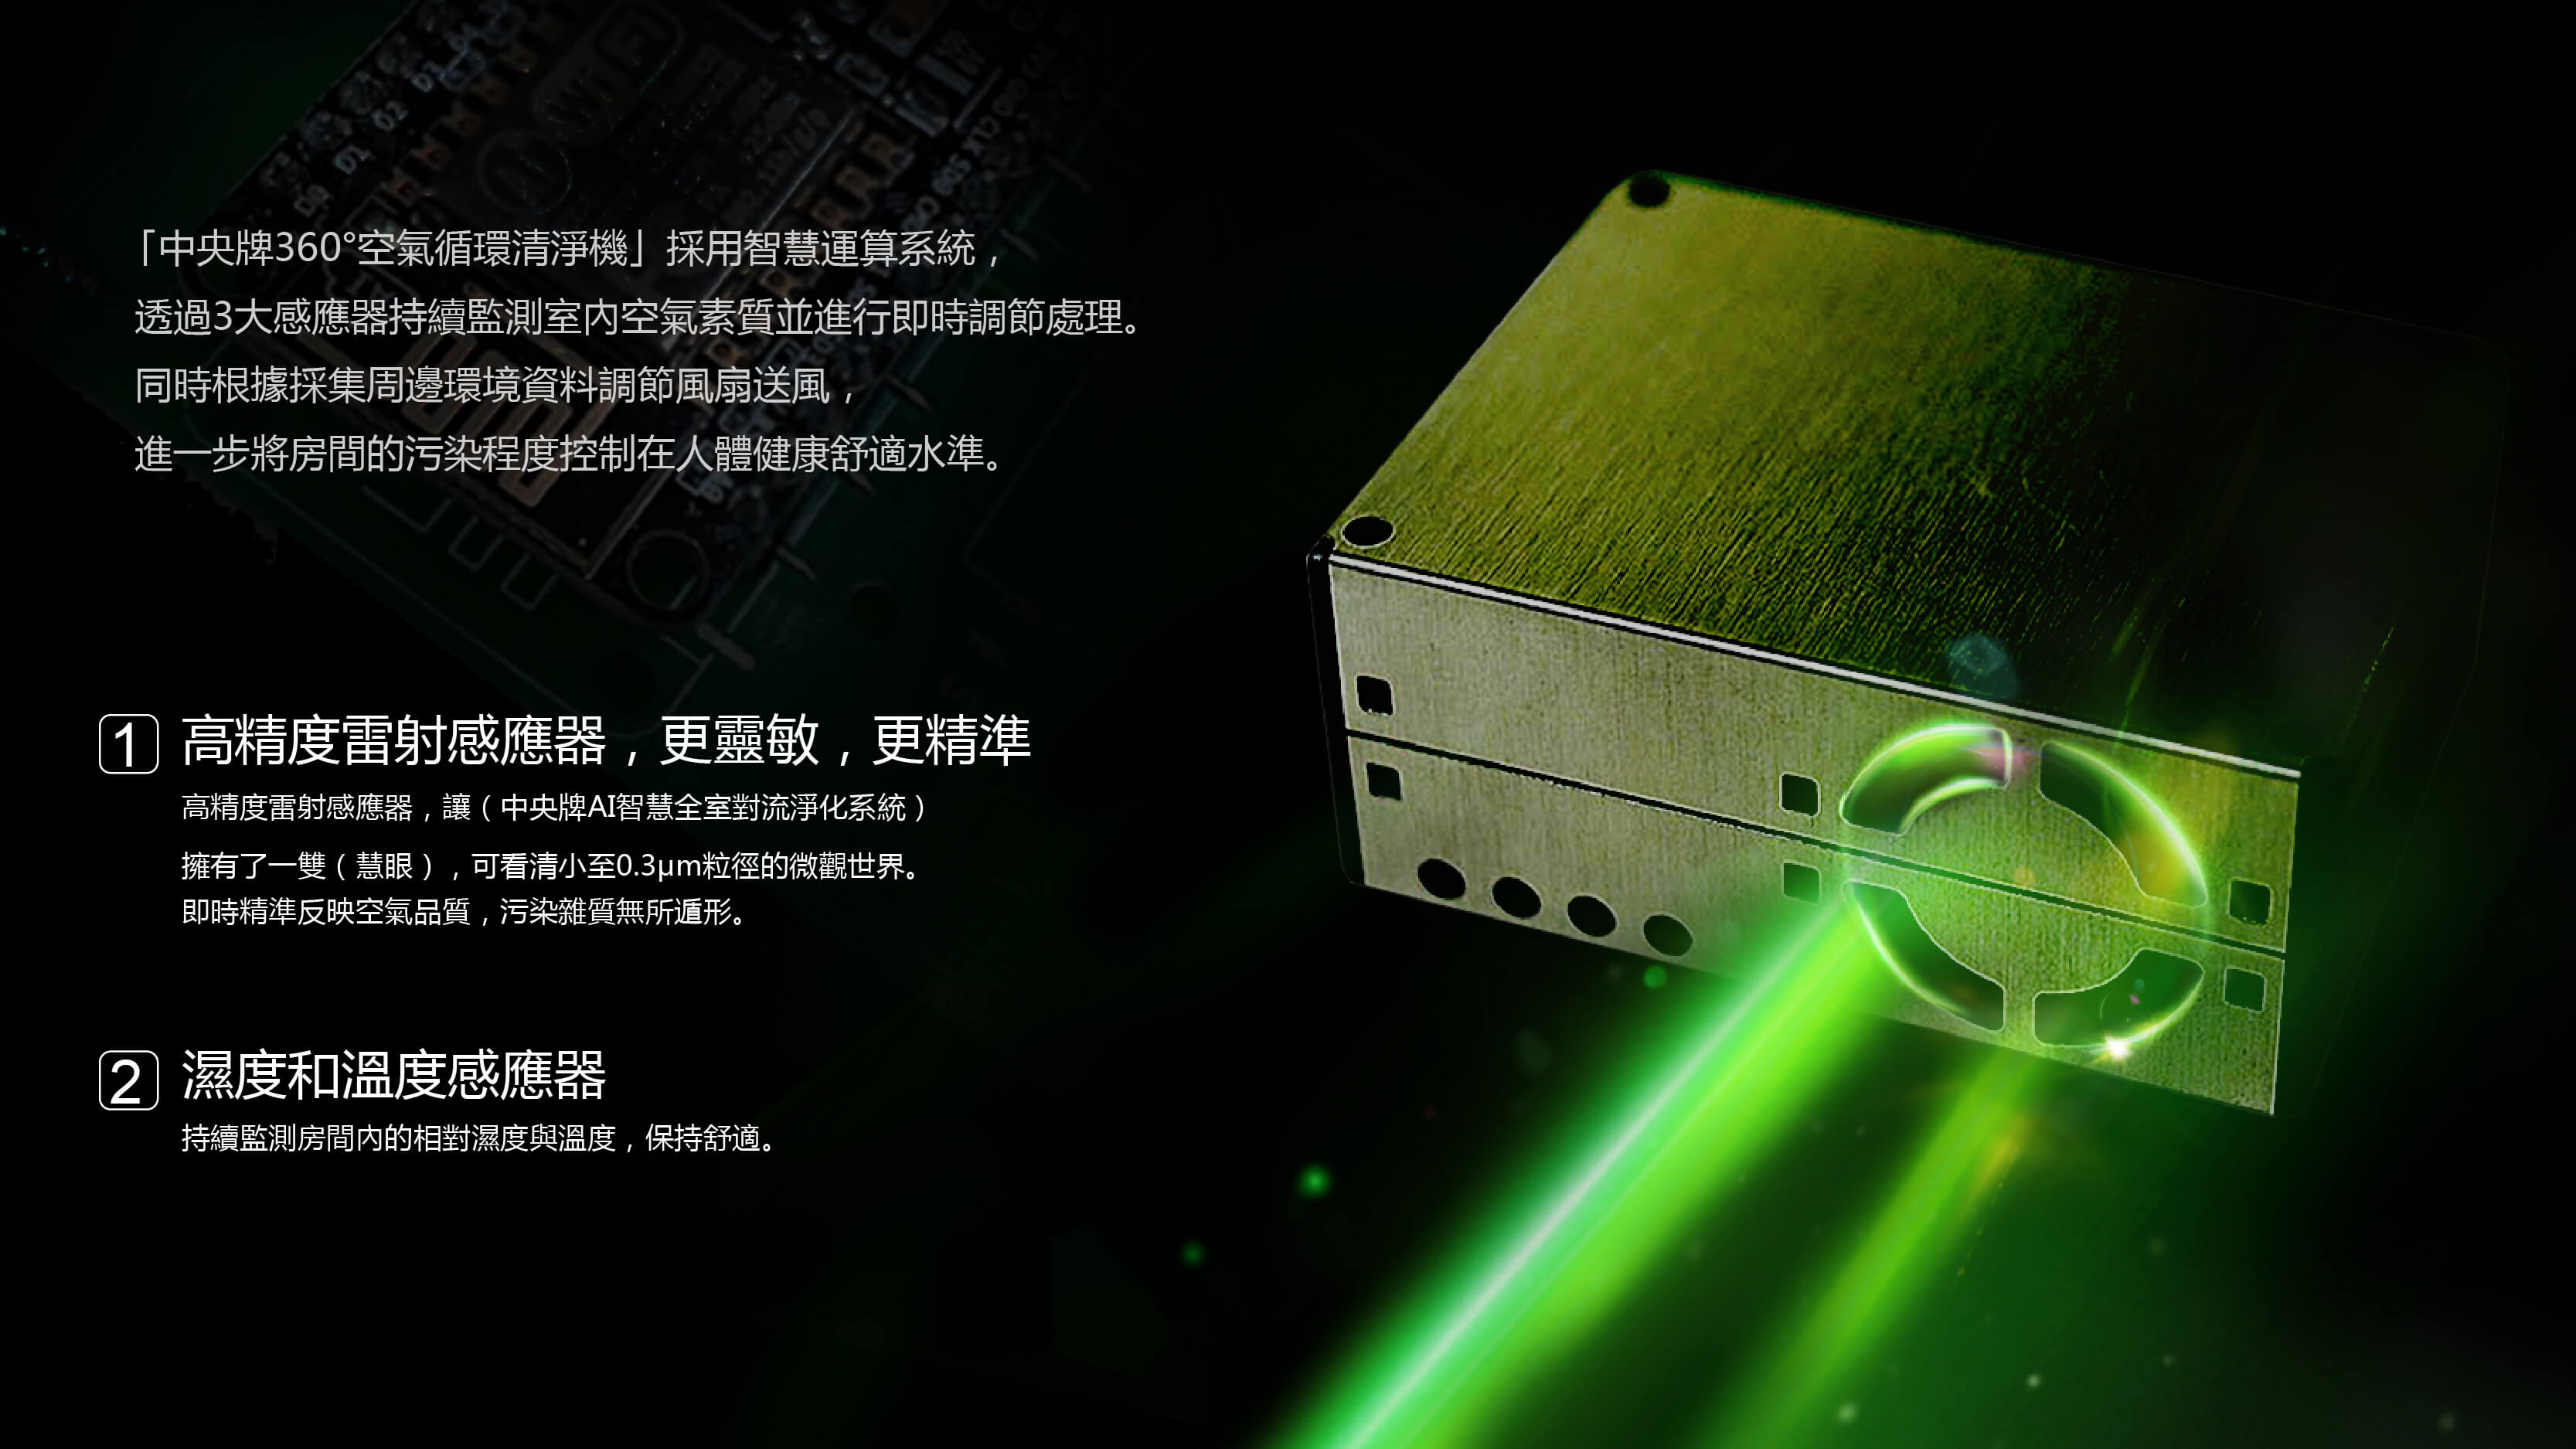 「中央牌360°空氣循環清淨機」採用智慧運算系統，
透過3大感應器持續監測室內空氣素質並進行即時調節處理。
同時根據採集周邊環境資料調節風扇送風，
進一步將房間的污染程度控制在人體健康舒適水準。
1 高精度雷射感應器，更靈敏，更精準
高精度雷射感應器，讓（中央牌AI智慧全室對流淨化系統）
擁有了一雙（慧眼），可看清小至0.3μm粒徑的微觀世界。
即時精準反映空氣品質，污染雜質無所遁形。
2 濕度和溫度感應器
持續監測房間內的相對濕度與溫度，保持舒適。